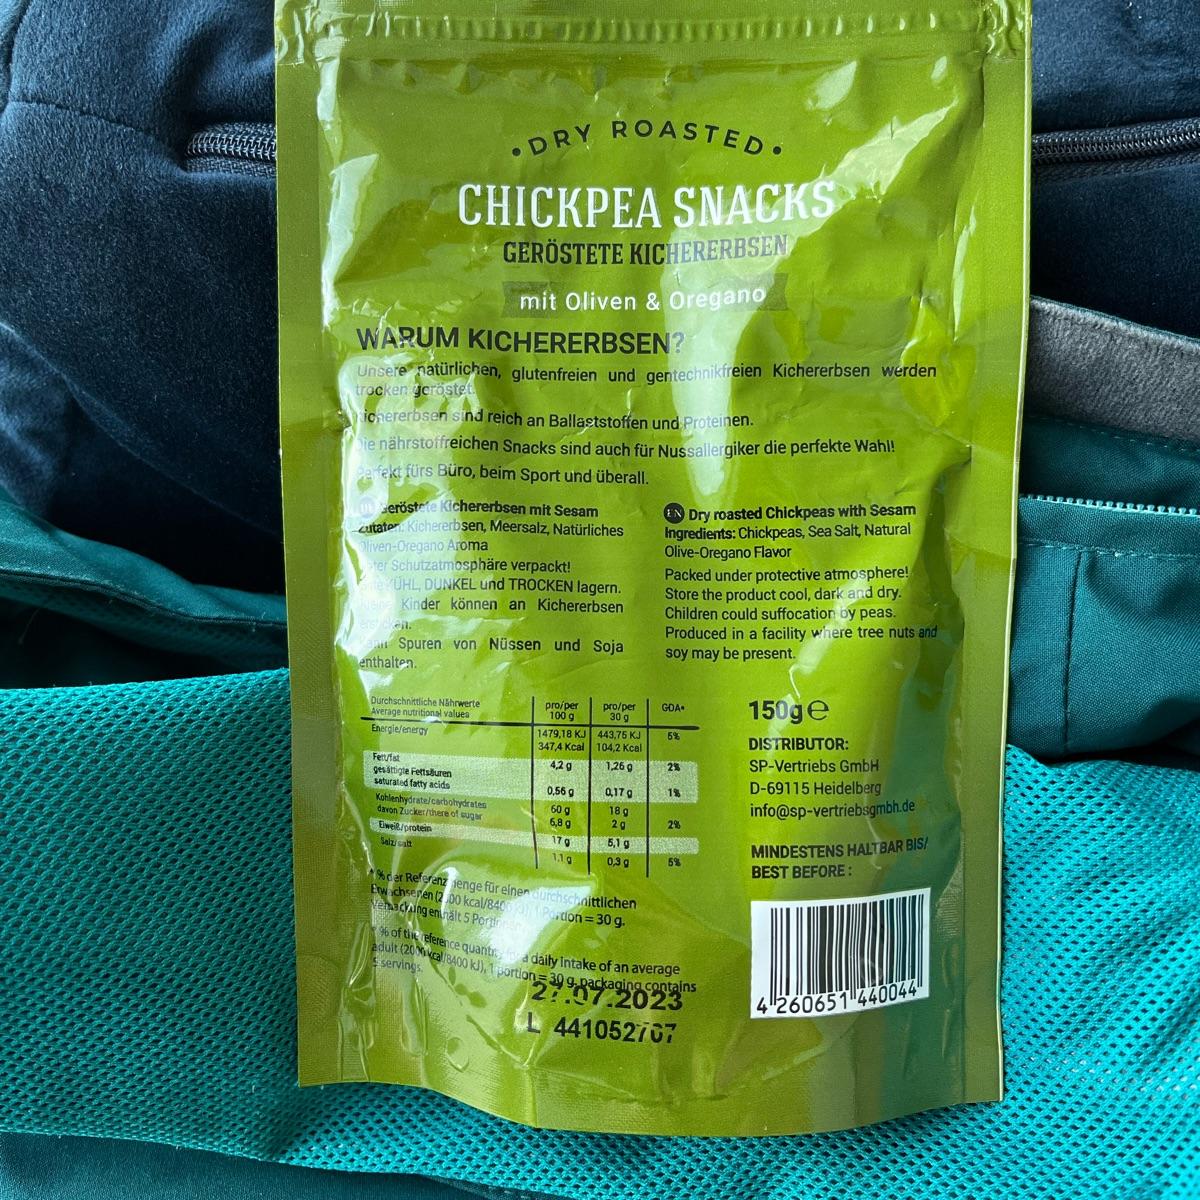 • DRY ROASTED •
CHICKPEA SNACKS
GERÖSTETE KICHERERBSEN
mit Oliven & Oregano
WARUM KICHERERBSEN?
Unsere natürlichen, glutenfreien und gentechnikfreien Kichererbsen werden
trocken geröstet.
sind reich an Ballaststoffen und Proteinen.
nährstoffreichen Snacks sind auch für Nussallergiker die perfekte Wahl!
Perfekt fürs Büro, beim Sport und überall.
Geröstete Kichererbsen mit Sesam
Zutaten: Kichererbsen, Meersalz, Natürliches
Oliven-Oregano Aroma
Schutzatmosphäre verpackt!
KÜHL, DUNKEL und TROCKEN lagern.
Kinder können an Kichererbsen
Spuren von Nüssen und Soja
enthalten.
EN Dry roasted Chickpeas with Sesam
Ingredients: Chickpeas, Sea Salt, Natural
Olive-Oregano Flavor
Packed under protective atmosphere!
Store the product cool, dark and dry.
Children could suffocation by peas.
Produced in a facility where tree nuts and
soy may be present.
Durchschnittliche Nährwerte
Average nutritional values
pro/per
100 g
pro/per
30 g
GDA*
Energie/energy 1479,18 KJ 443,75 KJ 5%
347,4 Kcal 104,2 Kcal
Fett/fat 4,2 g 1,26 g 2%
gesättigte Fettsäuren
saturated fatty acids 0,56 g 0,17 g 1%
Kohlenhydrate/carbohydrates 60 g 18 g
davon Zucker/there of sugar 6,8 g 2 g 2%
Eiweiß/protein 17 g 5,1 g
Salz/salt 1,1 g 0,3 g 5%
* % der Referenzmenge für einen durchschnittlichen
Erwachsenen (2000 kcal/8400 kJ), 1 Portion = 30 g.
Verpackung enthält 5 Portionen
* % of the reference quantity for a daily Intake of an average
adult (2000 kcal/8400 kJ), 1 portion = 30 g, packaging contains
5 servings.
27.07.2023
L 441052707
150g ℮
DISTRIBUTOR:
SP-Vertriebs GmbH
D-69115 Heidelberg
info@sp-vertriebsgmbh.de
MINDESTENS HALTBAR BIS/
BEST BEFORE :
4 260651 440044